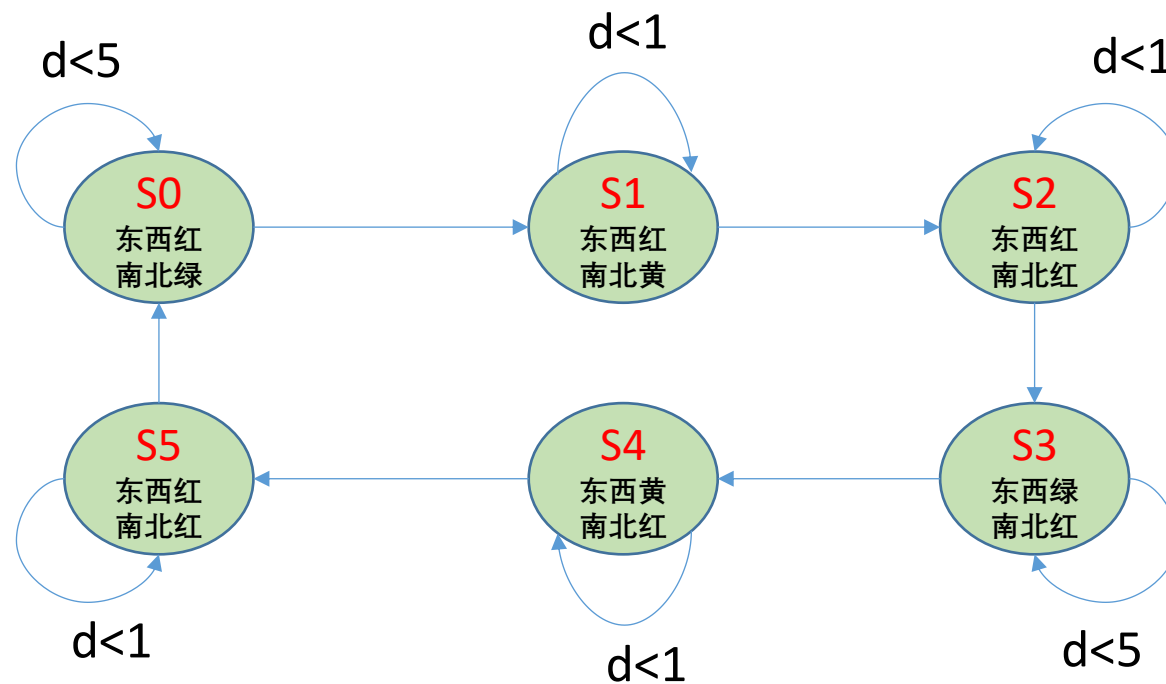 d<5
d<1
d<1
S0
东西红
南北绿
S1
东西红
南北黄
S2
东西红
南北红
S5
东西红
南北红
S4
东西黄
南北红
S3
东西绿
南北红
d<1
d<1
d<5